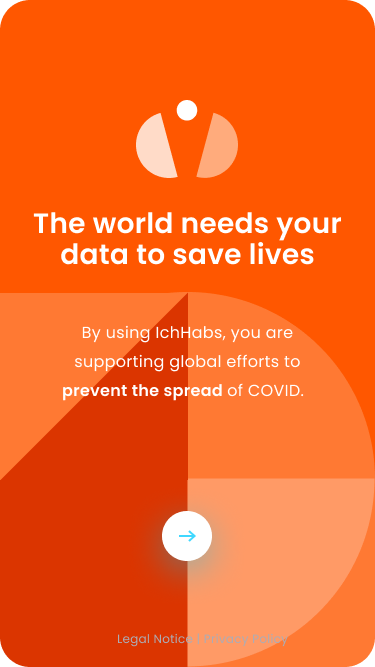 The world needs your
data to save lives
By using IchHabs, you are
supporting global efforts to
prevent the spread of COVID.
Legal Notice | Privacy Policy